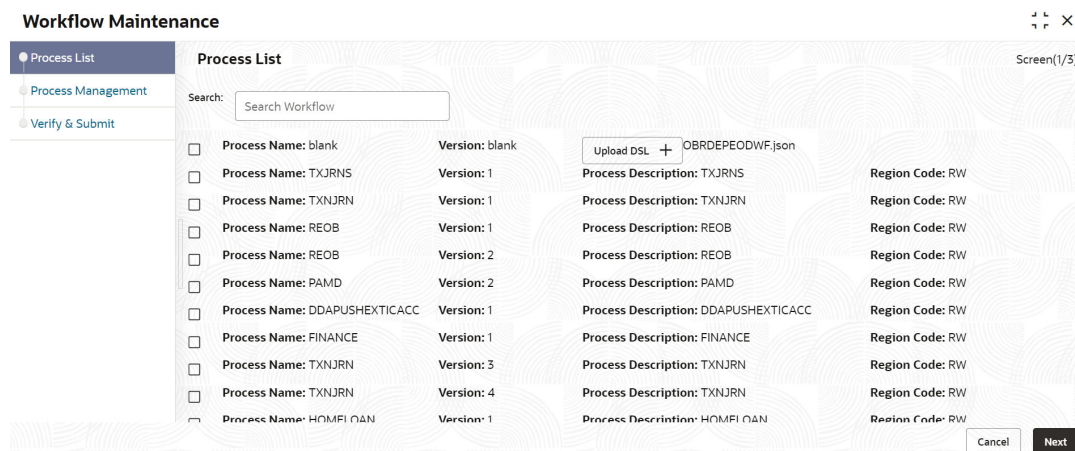 Workflow Maintenance
Process List
Process Management
Verify & Submit
Process List
Screen(1/3)
Search:
Search Workflow
Process Name: blank Version: blank Upload DSL + OBRDEPEODWF.json
Process Name: TXJRNS Version: 1 Process Description: TXJRNS Region Code: RW
Process Name: TXNJRN Version: 1 Process Description: TXNJRN Region Code: RW
Process Name: REOB Version: 1 Process Description: REOB Region Code: RW
Process Name: REOB Version: 2 Process Description: REOB Region Code: RW
Process Name: PAMD Version: 2 Process Description: PAMD Region Code: RW
Process Name: DDAPUSHEXTICACC Version: 1 Process Description: DDAPUSHEXTICACC Region Code: RW
Process Name: FINANCE Version: 1 Process Description: FINANCE Region Code: RW
Process Name: TXNJRN Version: 3 Process Description: TXNJRN Region Code: RW
Process Name: TXNJRN Version: 4 Process Description: TXNJRN Region Code: RW
Process Name: HOMELOAN Version: 1 Process Description: HOMELOAN Region Code: RW
Cancel
Next